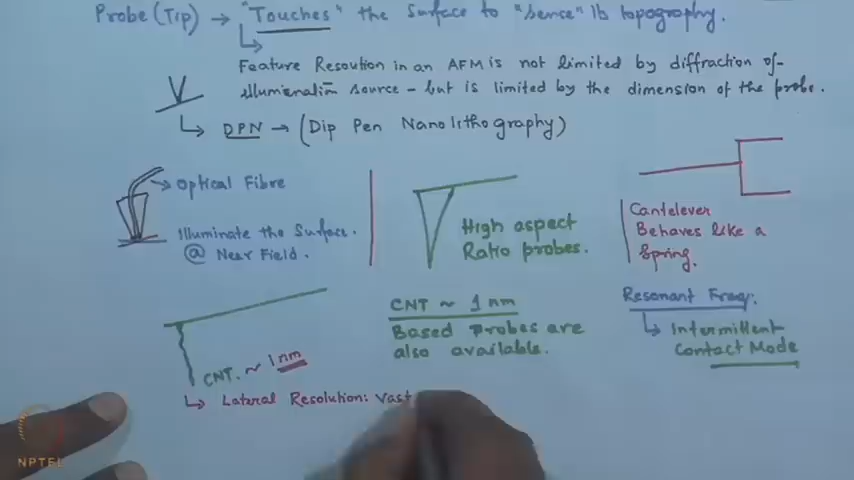 Probe (Tip) → "Touches" the Surface to "sense" its topography.
Feature Resoution in an AFM is not limited by diffraction of
illumination source - but is limited by the dimension of the probe.
DPN → (Dip Pen Nanolithography)
Optical Fibre
Illuminate the Surface.
@ Near Field.
High aspect
Ratio probes.
Cantelever
Behaves like a
Spring.
CNT ~ 1 nm
Based probes are
also available.
Resonant Freq:
Intermittent
Contact Mode
CNT. ~ 1 nm
Lateral Resolution: Vast
NPTEL